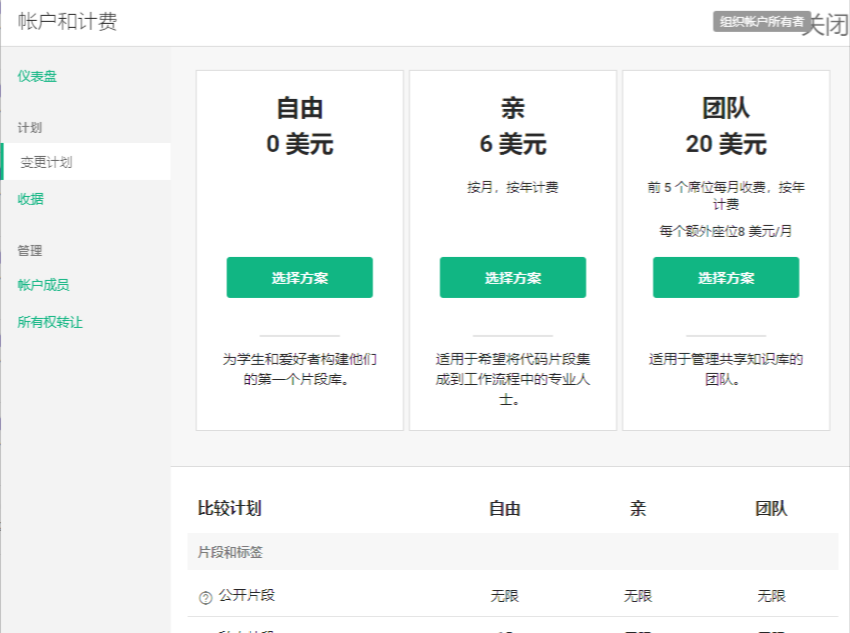 帐户和计费
组织帐户所有者
关闭
仪表盘
计划
变更计划
收据
管理
帐户成员
所有权转让
自由
0 美元
选择方案
为学生和爱好者构建他们
的第一个片段库。
亲
6 美元
按月，按年计费
选择方案
适用于希望将代码片段集
成到工作流程中的专业人
士。
团队
20 美元
前 5 个席位每月收费，按年
计费
每个额外座位8 美元/月
选择方案
适用于管理共享知识库的
团队。
比较计划 自由 亲 团队
片段和标签
公开片段 无限 无限 无限